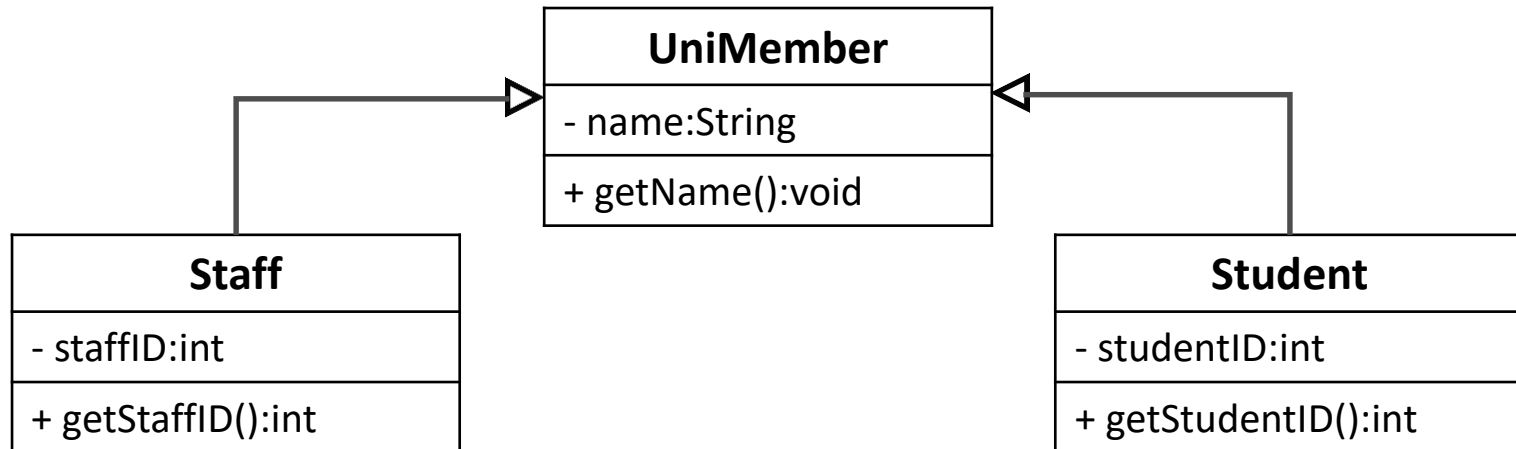 UniMember
- name:String
+ getName():void
Staff
- staffID:int
+ getStaffID():int
Student
- studentID:int
+ getStudentID():int